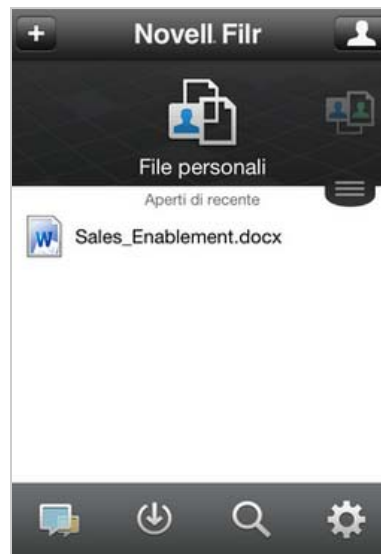 Novell Filr
File personali
Aperti di recente
W
Sales_Enablement.docx